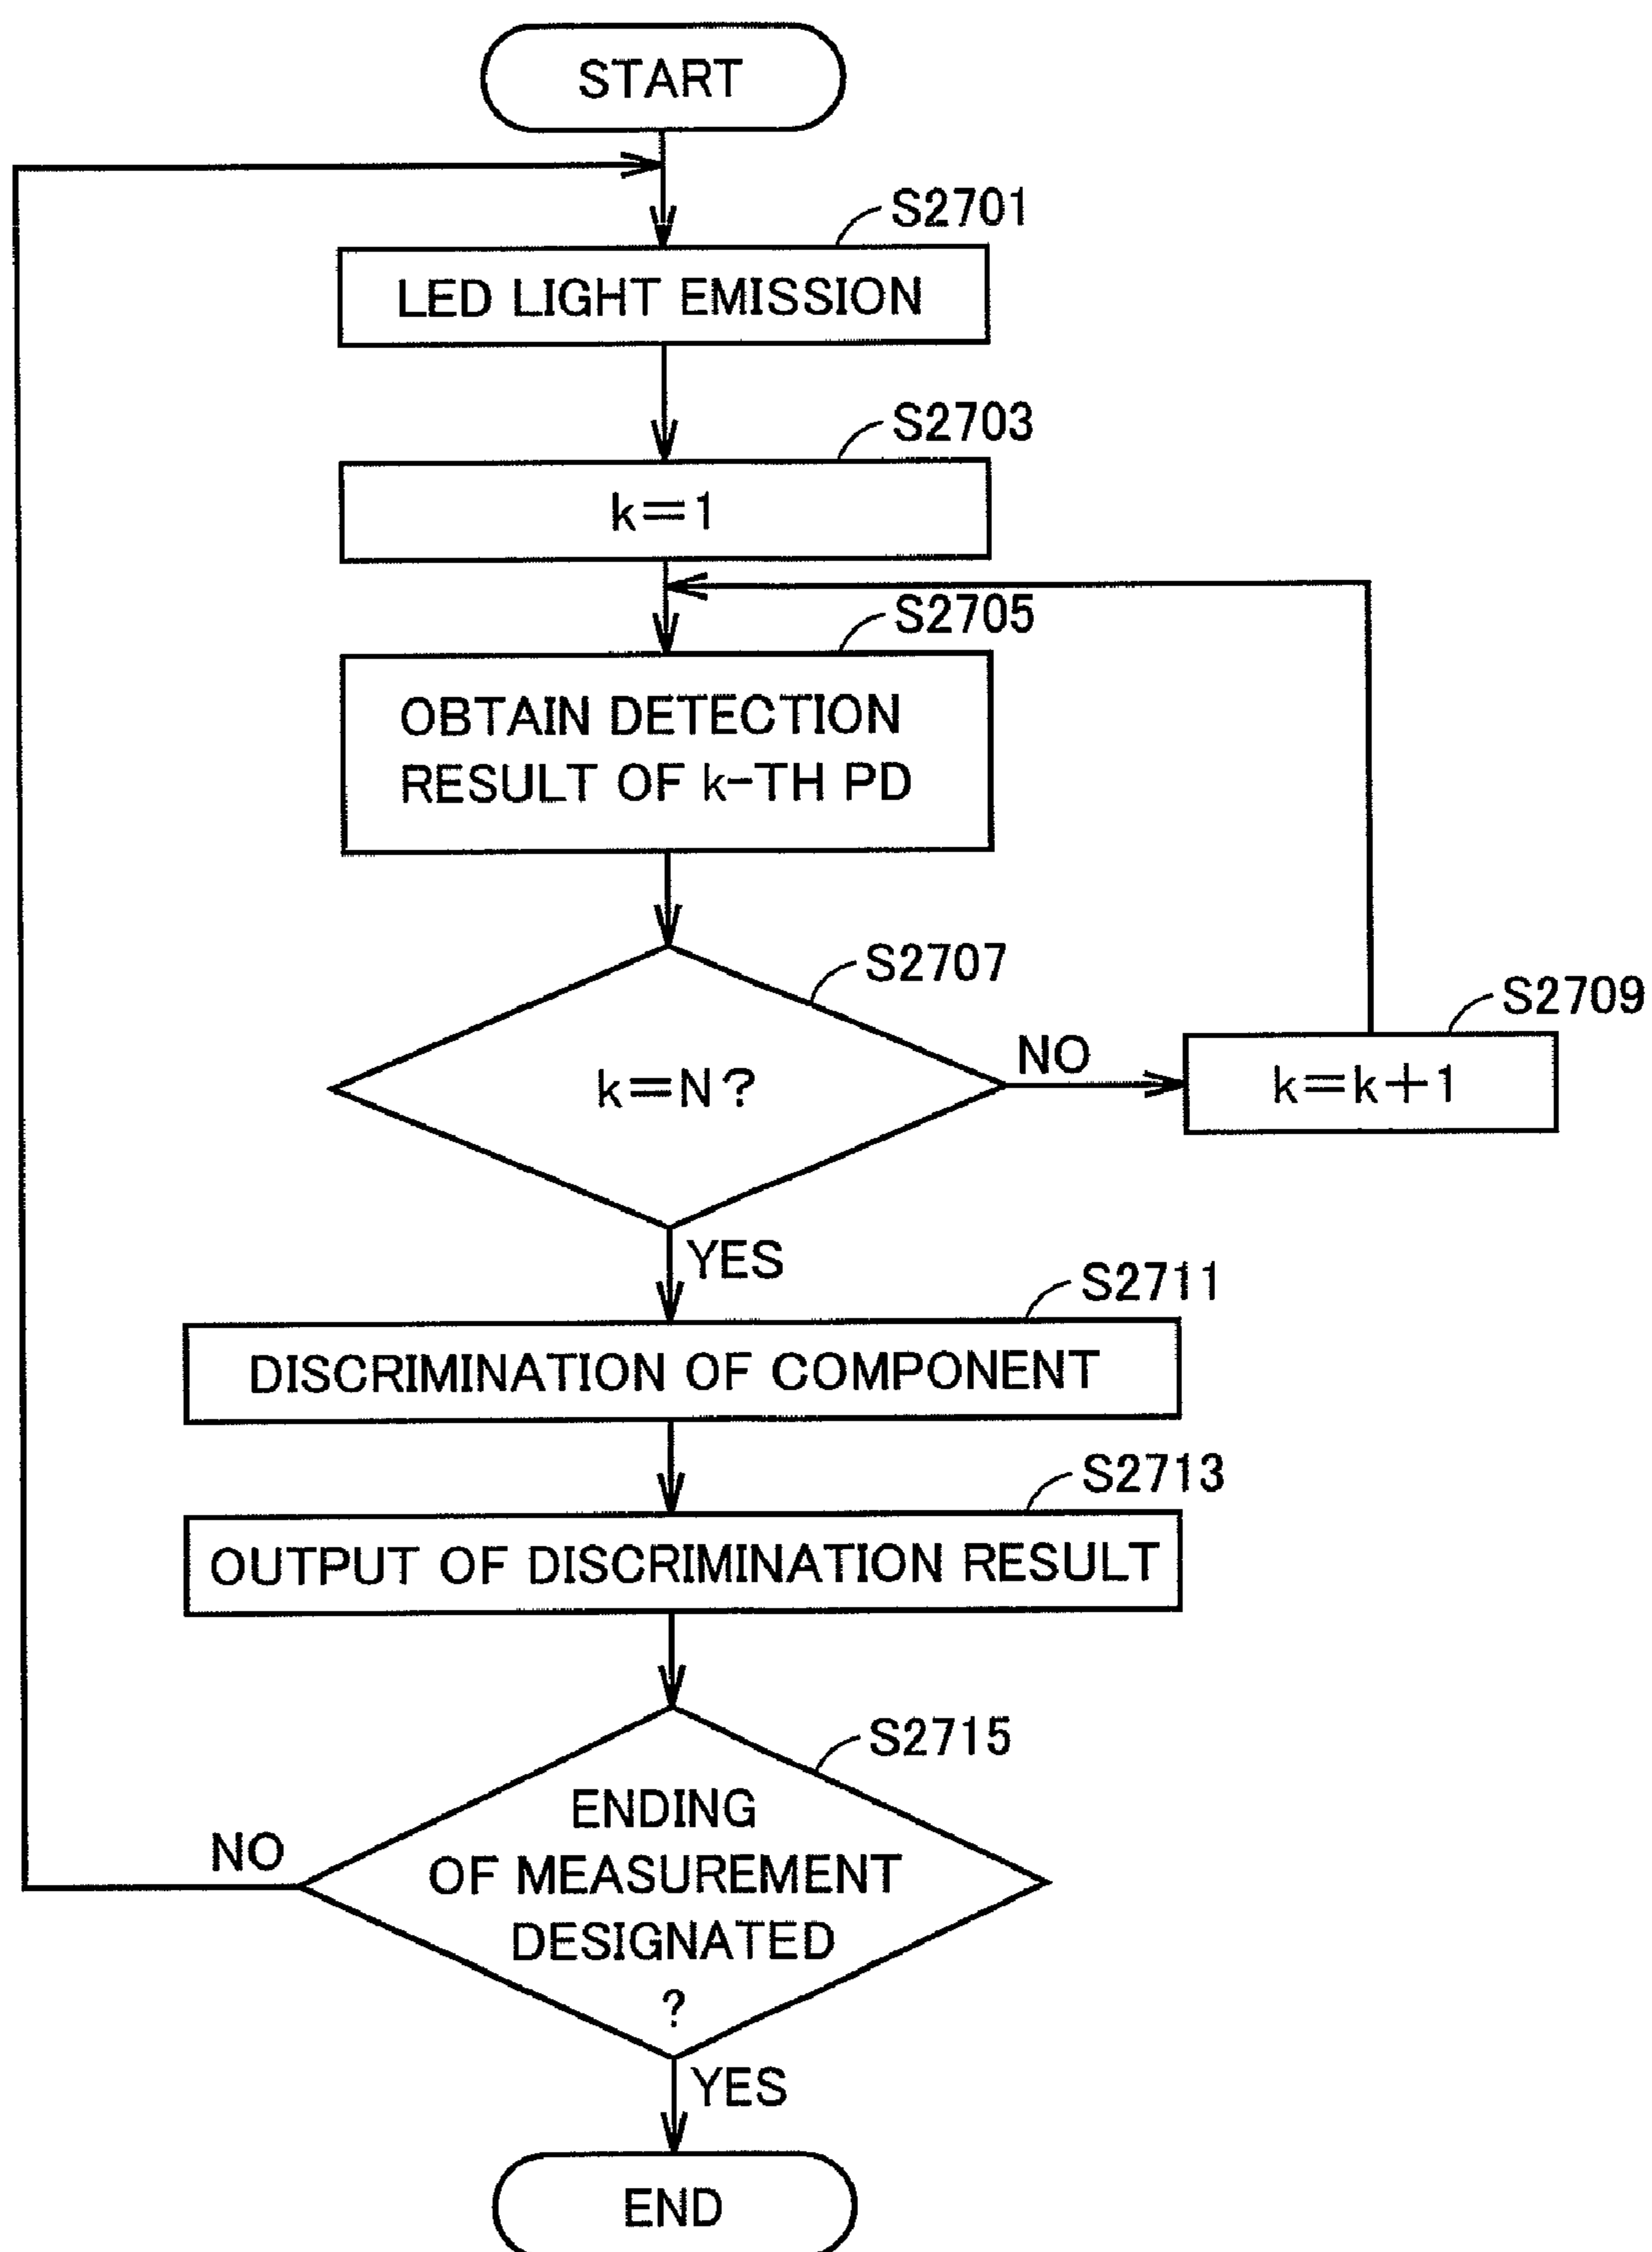 START
S2701
LED LIGHT EMISSION
S2703
k=1
S2705
OBTAIN DETECTION
RESULT OF k-TH PD
S2707
k=N?
NO
S2709
k=k+1
YES
S2711
DISCRIMINATION OF COMPONENT
S2713
OUTPUT OF DISCRIMINATION RESULT
S2715
ENDING
OF MEASUREMENT
DESIGNATED
?
NO
YES
END